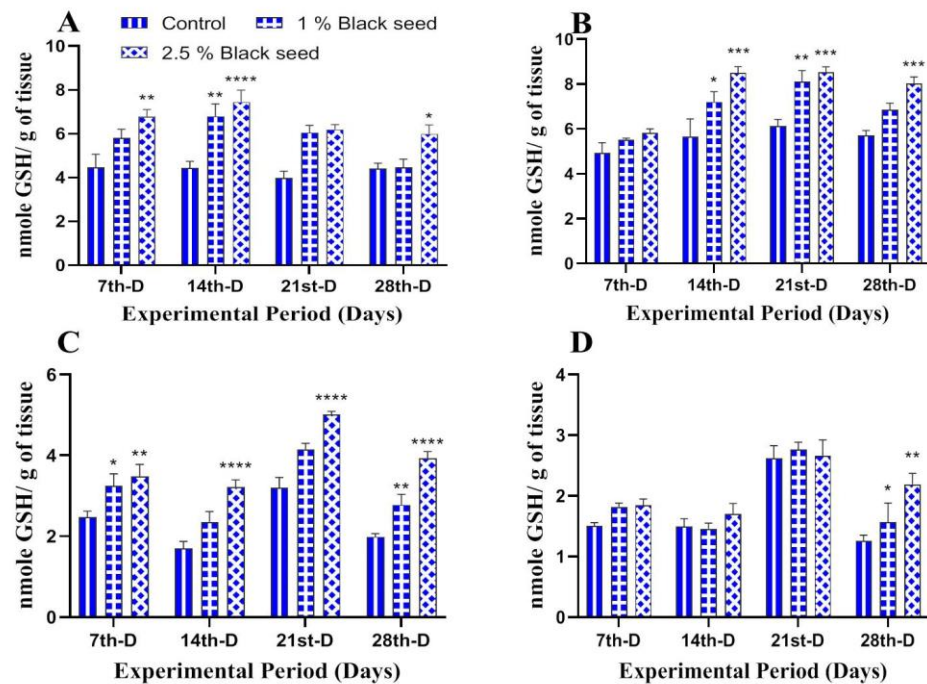 A
Control
1 % Black seed
2.5 % Black seed
nmole GSH/ g of tissue
10
8
6
4
2
0
** ** **** *
7th-D 14th-D 21st-D 28th-D
Experimental Period (Days)
B
nmole GSH/ g of tissue
10
8
6
4
2
0
* *** ** *** ***
7th-D 14th-D 21st-D 28th-D
Experimental Period (Days)
C
nmole GSH/ g of tissue
6
4
2
0
* ** **** **** ** ****
7th-D 14th-D 21st-D 28th-D
Experimental Period (Days)
D
nmole GSH/ g of tissue
4
3
2
1
0
* **
7th-D 14th-D 21st-D 28th-D
Experimental Period (Days)